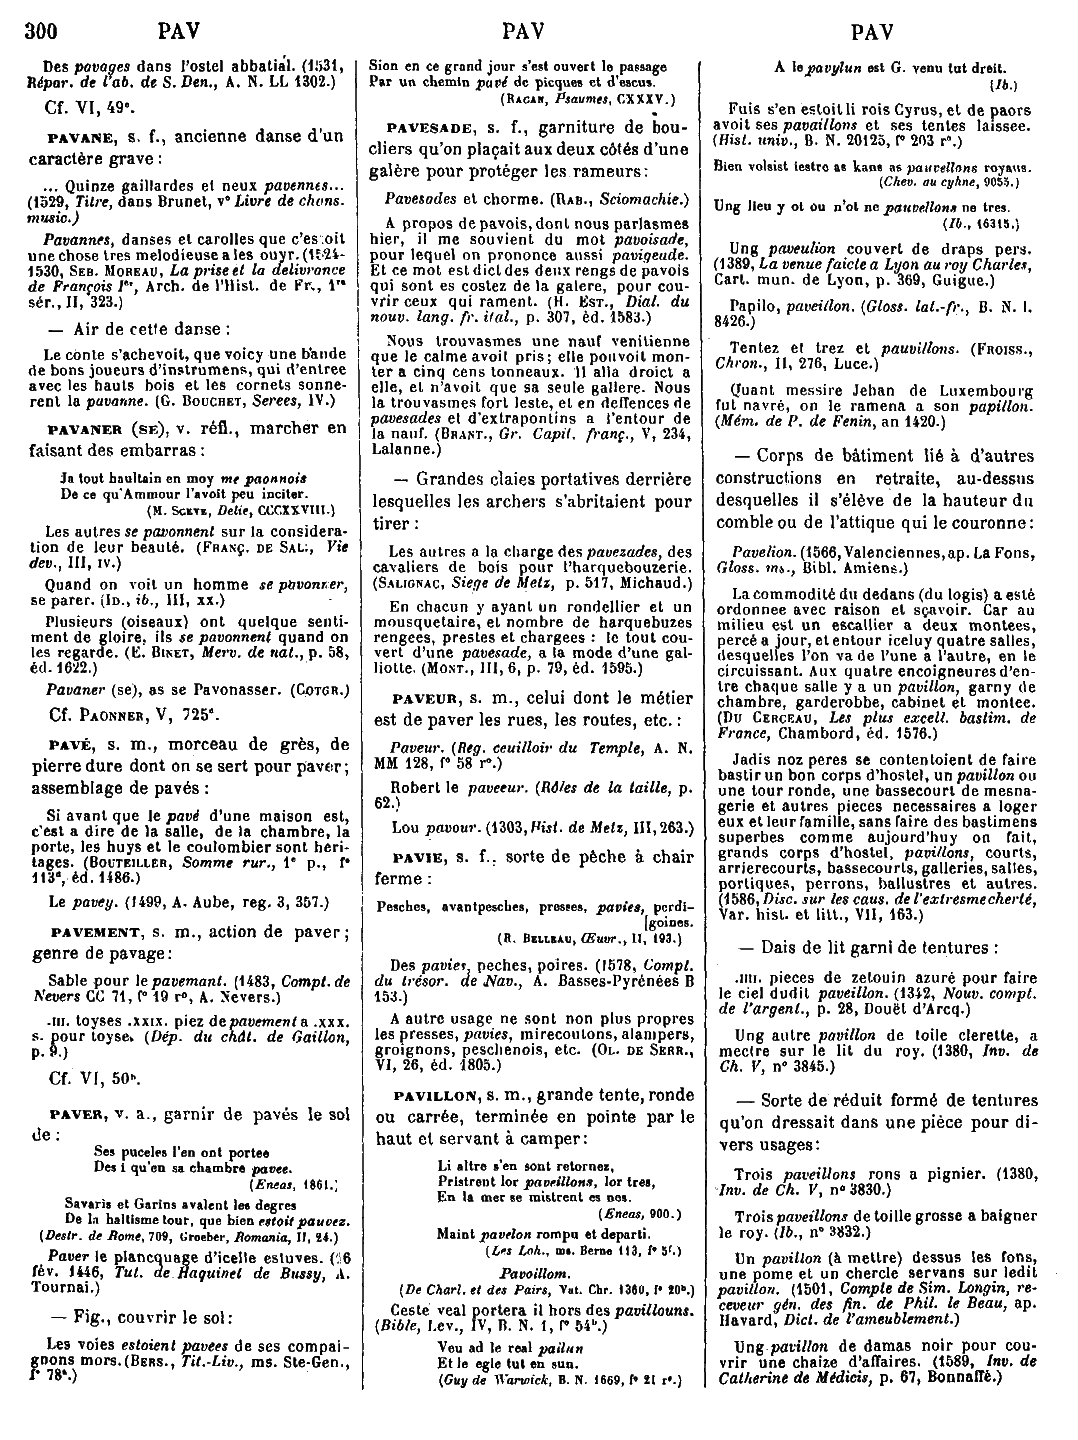 300 PAV PAV PAV
Des pavages dans l'ostel abbatial. (1531,
Répar. de l'ab. de S. Den., A. N. LL 1302.)
Cf. VI, 49ᶜ.
PAVANE, s. f., ancienne danse d'un
caractère grave :
... Quinze gaillardes et neux pavennes...
(1529, Titre, dans Brunet, v° Livre de chans.
music.)
Pavannes, danses et carolles que c'estoit
une chose tres melodieuse a les ouyr. (1524-
1530, SEB. MOREAU, La prise et la delivrance
de François Iᵉʳ, Arch. de l'Hist. de Fr., 1ʳᵉ
sér., II, 323.)
— Air de cette danse :
Le conte s'achevoit, que voicy une bande
de bons joueurs d'instrumens, qui d'entree
avec les hauts bois et les cornets sonne-
rent la pavanne. (G. BOUCHET, Serees, IV.)
PAVANER (SE), v. réfl., marcher en
faisant des embarras :
Ja tout haultain en moy me paonnois
De ce qu'Ammour l'avoit peu inciter.
(M. SCEVE, Delie, CCCXXVIII.)
Les autres se pavonnent sur la considera-
tion de leur beauté. (FRANÇ. DE SAL., Vie
dev., III, IV.)
Quand on voit un homme se pavonner,
se parer. (ID., ib., III, XX.)
Plusieurs (oiseaux) ont quelque senti-
ment de gloire, ils se pavonnent quand on
les regarde. (E. BINET, Merv. de nat., p. 58,
éd. 1622.)
Pavaner (se), as se Pavonasser. (COTGR.)
Cf. PAONNER, V, 725ᵃ.
PAVÉ, s. m., morceau de grès, de
pierre dure dont on se sert pour paver ;
assemblage de pavés :
Si avant que le pavé d'une maison est,
c'est a dire de la salle, de la chambre, la
porte, les huys et le coulombier sont heri-
tages. (BOUTEILLER, Somme rur., 1ᵉ p., f°
113ᵈ, éd. 1486.)
Le pavey. (1499, A. Aube, reg. 3, 357.)
PAVEMENT, s. m., action de paver ;
genre de pavage :
Sable pour le pavemant. (1483, Compt. de
Nevers CC 71, f° 19 r°, A. Nevers.)
.III. toyses .XXIX. piez de pavement a .XXX.
s. pour toyse. (Dép. du chât. de Gaillon,
p. 9.)
Cf. VI, 50ᵇ.
PAVER, v. a., garnir de pavés le sol
de :
Ses puceles l'en ont portee
Des i qu'en sa chambre pavee.
(Eneas, 1861.)
Savaris et Garins avalent les degres
De la haltisme tour, que bien estoit pauvez.
(Destr. de Rome, 709, Groeber, Romania, II, 24.)
Paver le plancquage d'icelle estuves. (26
fév. 1446, Tut. de Haquinet de Bussy, A.
Tournai.)
— Fig., couvrir le sol :
Les voies estoient pavees de ses compai-
gnons mors. (BERS., Tit.-Liv., ms. Ste-Gen.,
f° 78ᵃ.)
Sion en ce grand jour s'est ouvert le passage
Par un chemin pavé de picques et d'escus.
(RACAN, Psaumes, CXXXV.)
PAVESADE, s. f., garniture de bou-
cliers qu'on plaçait aux deux côtés d'une
galère pour protéger les rameurs :
Pavesades et chorme. (RAB., Sciomachie.)
A propos de pavois, dont nous parlasmes
hier, il me souvient du mot pavoisade,
pour lequel on prononce aussi pavigeade.
Et ce mot est dict des deux rengs de pavois
qui sont es costez de la galere, pour cou-
vrir ceux qui rament. (H. EST., Dial. du
nouv. lang. fr. ital., p. 307, éd. 1583.)
Nous trouvasmes une nauf venitienne
que le calme avoit pris ; elle pouvoit mon-
ter a cinq cens tonneaux. Il alla droict a
elle, et n'avoit que sa seule gallere. Nous
la trouvasmes fort leste, et en deffences de
pavesades et d'extrapontins a l'entour de
la nauf. (BRANT., Gr. Capit. franç., V, 234,
Lalanne.)
— Grandes claies portatives derrière
lesquelles les archers s'abritaient pour
tirer :
Les autres a la charge des pavezades, des
cavaliers de bois pour l'harquebouzerie.
(SALIGNAC, Siege de Metz, p. 517, Michaud.)
En chacun y ayant un rondellier et un
mousquetaire, et nombre de harquebuzes
rengees, prestes et chargees : le tout cou-
vert d'une pavesade, a la mode d'une gal-
liotte. (MONT., III, 6, p. 79, éd. 1595.)
PAVEUR, s. m., celui dont le métier
est de paver les rues, les routes, etc. :
Paveur. (Reg. ceuilloir du Temple, A. N.
MM 128, f° 58 r°.)
Robert le paveeur. (Rôles de la taille, p.
62.)
Lou pavour. (1303, Hist. de Metz, III, 263.)
PAVIE, s. f., sorte de pêche à chair
ferme :
Pesches, avantpesches, presses, pavies, perdi-
[goines.
(R. BELLEAU, Œuvr., II, 193.)
Des pavies, peches, poires. (1578, Compt.
du trésor. de Nav., A. Basses-Pyrénées B
153.)
A autre usage ne sont non plus propres
les presses, pavies, mirecoutons, alampers,
groignons, peschenois, etc. (OL. DE SERR.,
VI, 26, éd. 1805.)
PAVILLON, s. m., grande tente, ronde
ou carrée, terminée en pointe par le
haut et servant à camper :
Li altre s'en sont retornez,
Pristrent lor paveillons, lor tres,
En la mer se mistrent es nes.
(Eneas, 900.)
Maint pavelon rompu et departi.
(Les Loh., ms. Berne 113, f° 5ᶠ.)
Pavoillom.
(De Charl. et des Pairs, Vat. Chr. 1360, f° 20ᵇ.)
Ceste veal portera il hors des pavillouns.
(Bible, Lev., IV, B. N. 1, f° 54ᵇ.)
Veu ad le real pailun
Et le egle tut en sun.
(Guy de Warwick, B. N. 1669, f° 21 r°.)
A le pavylun est G. venu tut dreit.
(Ib.)
Fuis s'en estoit li rois Cyrus, et de paors
avoit ses pavaillons et ses tentes laissee.
(Hist. univ., B. N. 20125, f° 203 r°.)
Bien volsist iestre as kans as pauvellons royaus.
(Chev. au cyhne, 9053.)
Ung lieu y ot ou n'ot ne pauvellons ne tres.
(Ib., 16315.)
Ung paveulion couvert de draps pers.
(1389, La venue faicte a Lyon au roy Charles,
Cart. mun. de Lyon, p. 369, Guigue.)
Papilo, paveillon. (Gloss. lat.-fr., B. N. l.
8426.)
Tentez et trez et pauvillons. (FROISS.,
Chron., II, 276, Luce.)
Quant messire Jehan de Luxembourg
fut navré, on le ramena a son papillon.
(Mém. de P. de Fenin, an 1420.)
— Corps de bâtiment lié à d'autres
constructions en retraite, au-dessus
desquelles il s'élève de la hauteur du
comble ou de l'attique qui le couronne :
Pavelion. (1566, Valenciennes, ap. La Fons,
Gloss. ms., Bibl. Amiens.)
La commodité du dedans (du logis) a esté
ordonnee avec raison et sçavoir. Car au
milieu est un escallier a deux montees,
percé a jour, et entour iceluy quatre salles,
desquelles l'on va de l'une a l'autre, en le
circuissant. Aux quatre encoigneures d'en-
tre chaque salle y a un pavillon, garny de
chambre, garderobbe, cabinet et montee.
(DU CERCEAU, Les plus excell. bastim. de
France, Chambord, éd. 1576.)
Jadis noz peres se contentoient de faire
bastir un bon corps d'hostel, un pavillon ou
une tour ronde, une bassecourt de mesna-
gerie et autres pieces necessaires a loger
eux et leur famille, sans faire des bastimens
superbes comme aujourd'huy on fait,
grands corps d'hostel, pavillons, courts,
arrierecourts, bassecourts, galleries, salles,
portiques, perrons, ballustres et autres.
(1586, Disc. sur les caus. de l'extresme cherté,
Var. hist. et litt., VII, 163.)
— Dais de lit garni de tentures :
.IIII. pieces de zetouin azuré pour faire
le ciel dudit paveillon. (1342, Nouv. compt.
de l'argent., p. 28, Douët d'Arcq.)
Ung autre pavillon de toile clerette, a
mectre sur le lit du roy. (1380, Inv. de
Ch. V, n° 3845.)
— Sorte de réduit formé de tentures
qu'on dressait dans une pièce pour di-
vers usages :
Trois paveillons rons a pignier. (1380,
Inv. de Ch. V, n° 3830.)
Trois paveillons de toille grosse a baigner
le roy. (Ib., n° 3832.)
Un pavillon (à mettre) dessus les fons,
une pome et un chercle servans sur ledit
pavillon. (1501, Compte de Sim. Longin, re-
ceveur gén. des fin. de Phil. le Beau, ap.
Havard, Dict. de l'ameublement.)
Ung pavillon de damas noir pour cou-
vrir une chaize d'affaires. (1589, Inv. de
Catherine de Médicis, p. 67, Bonnaffé.)